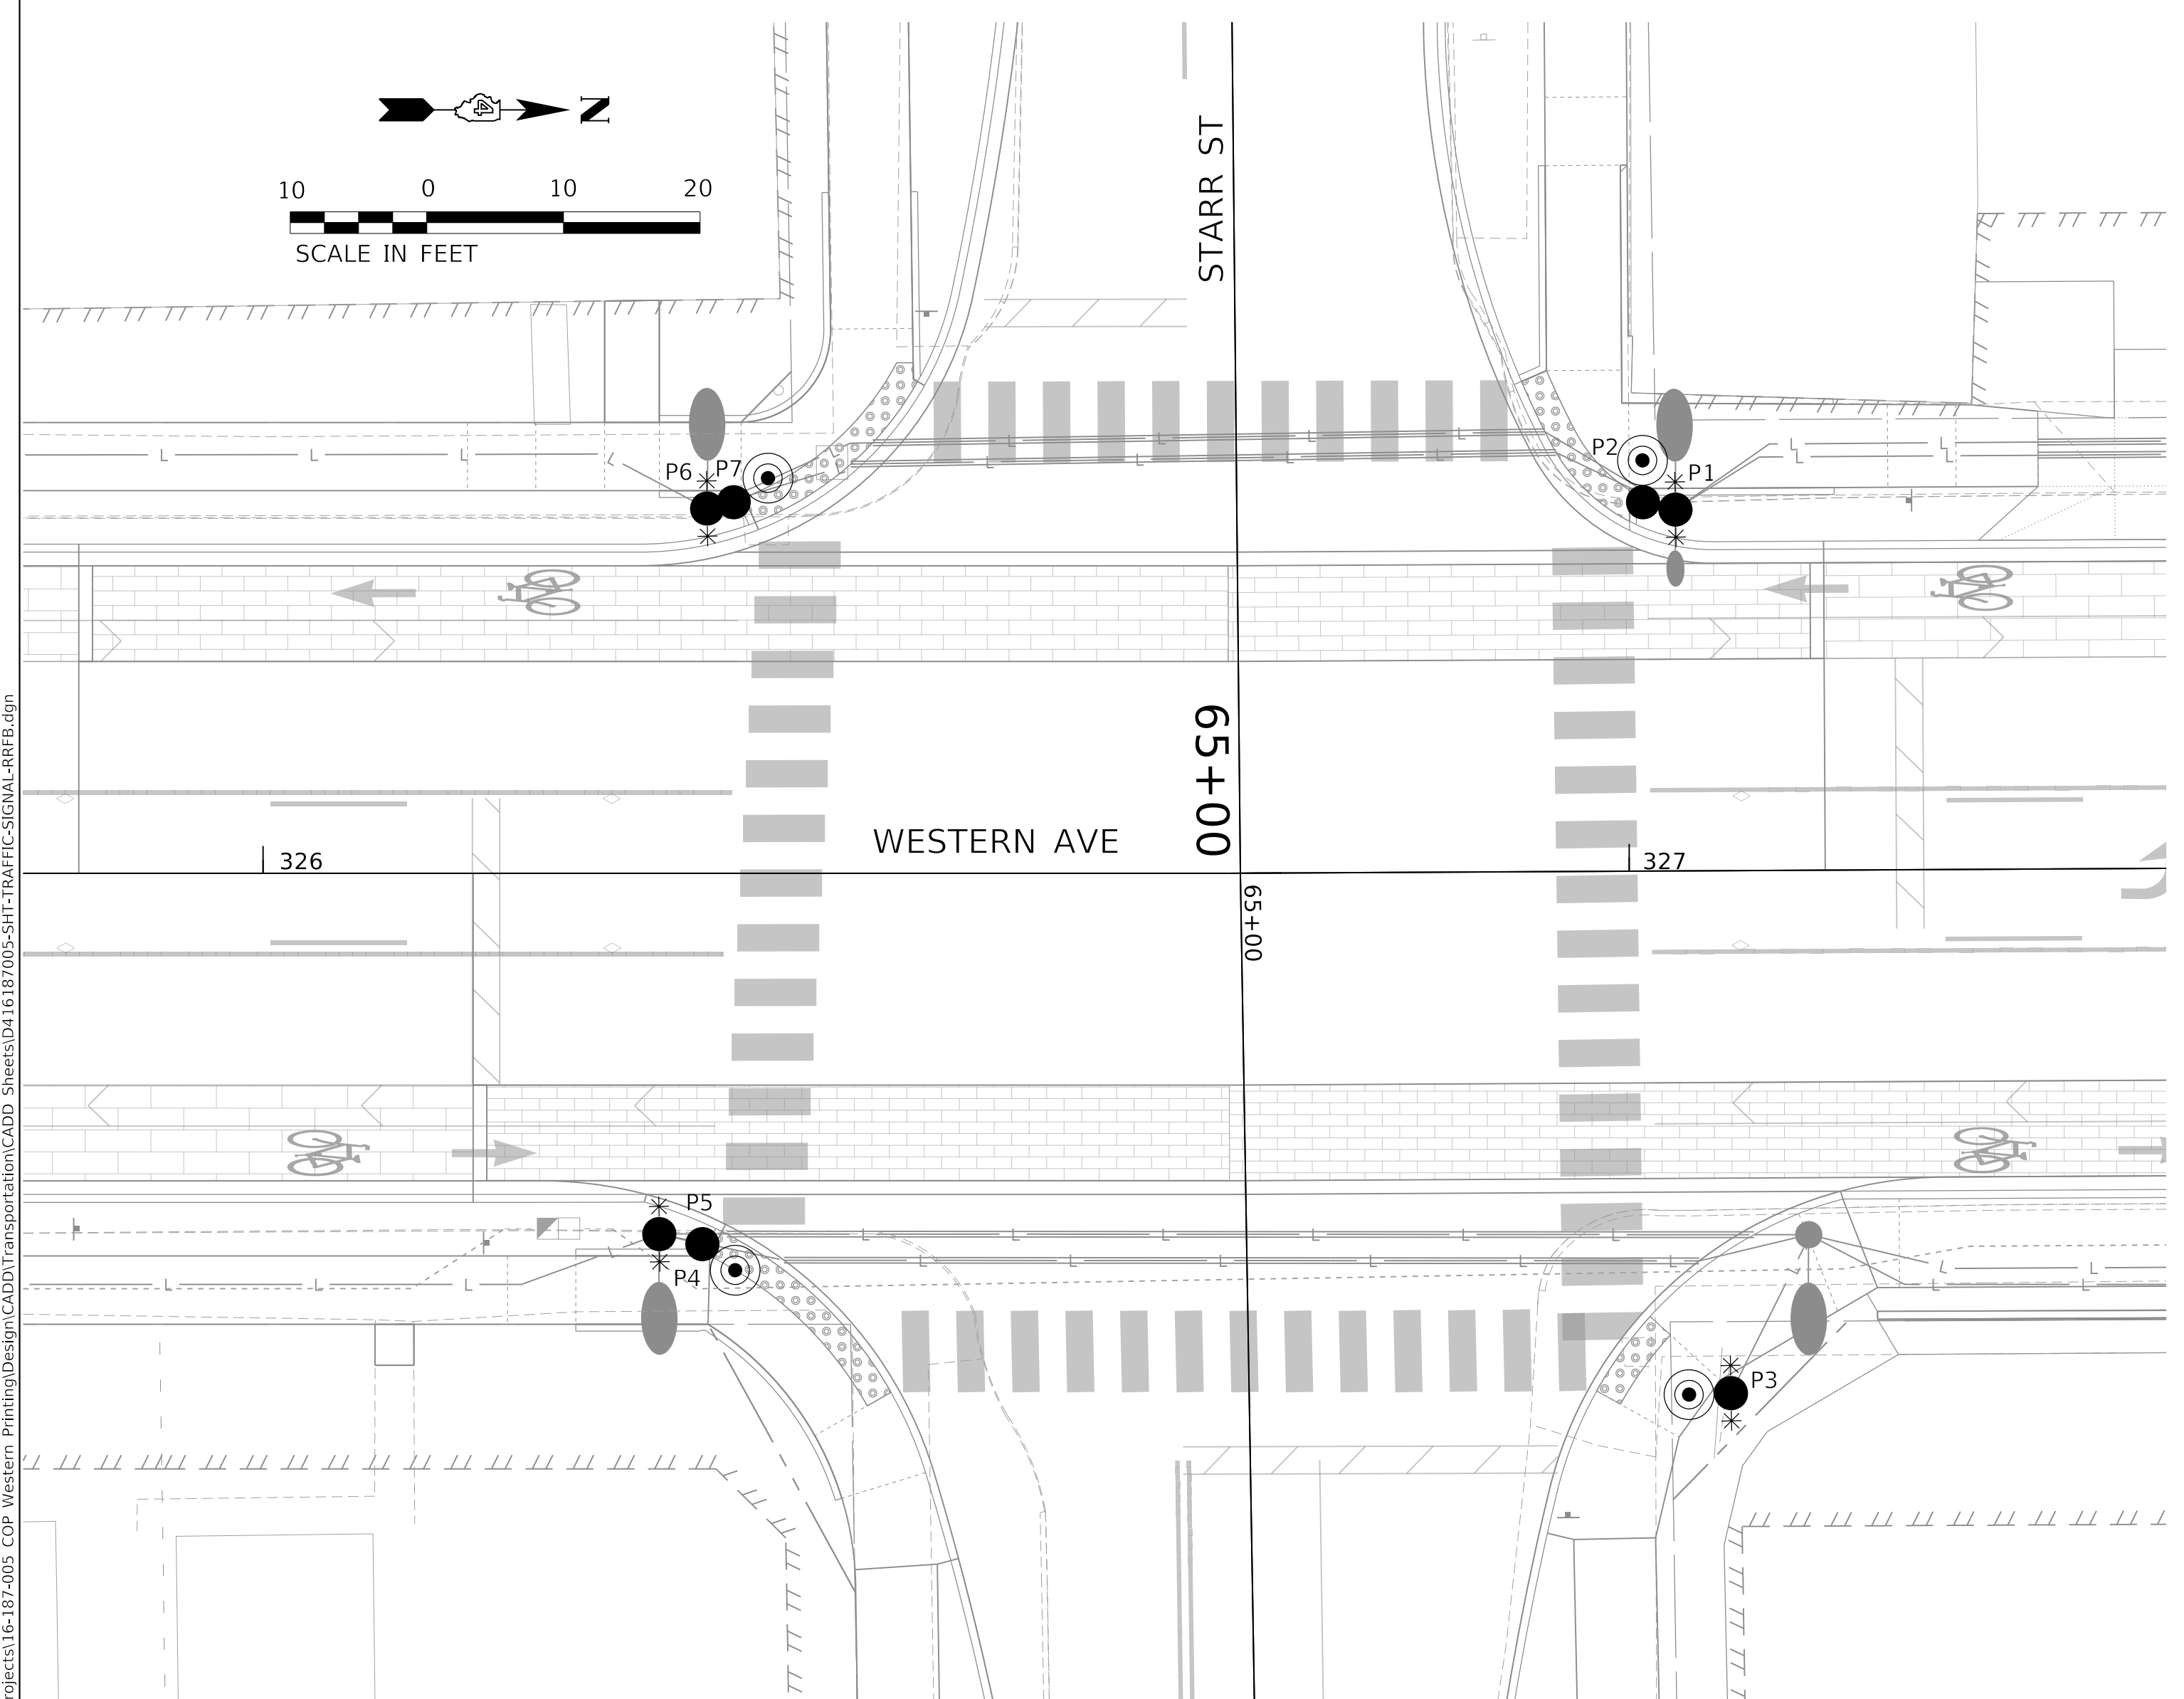 N
10 0 10 20
SCALE IN FEET
STARR ST
P6 P7
P2
P1
65+00
WESTERN AVE
326
327
65+00
P5
P4
P3
rojects\16-187-005 COP Western Printing\Design\CADD\Transportation\CADD Sheets\D416187005-SHT-TRAFFIC-SIGNAL-RRFB.dgn
L L L L
L L L L
L L L L
L L
L L
L L L L L L
L L L L L L
L L L
L L
L L
4